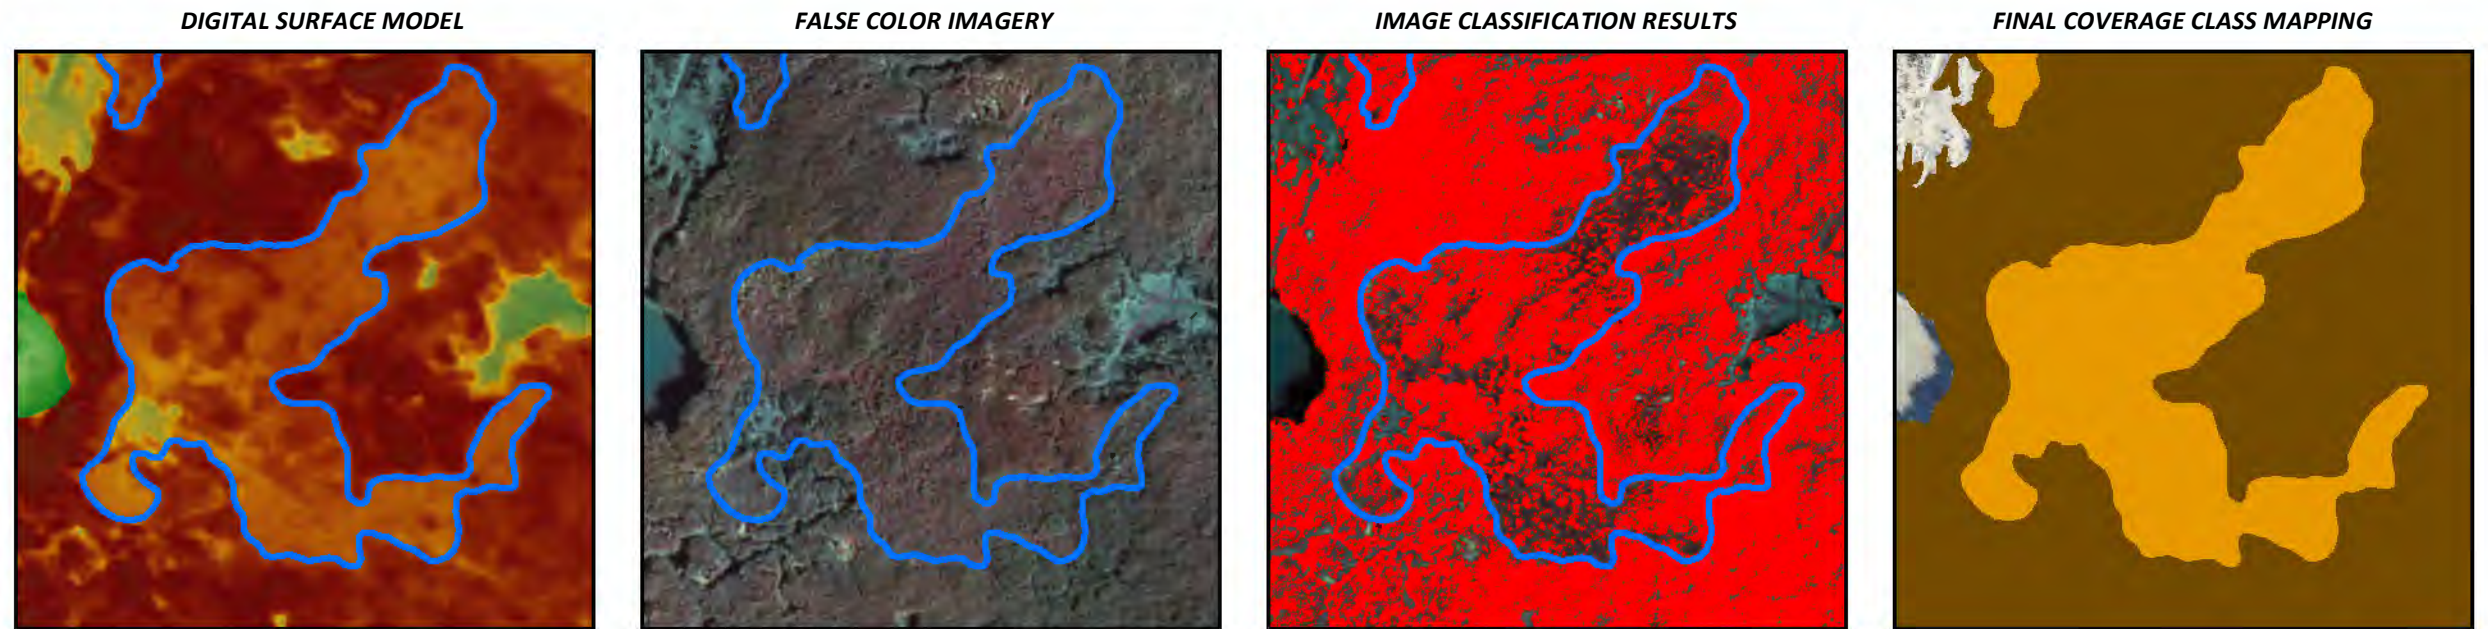 DIGITAL SURFACE MODEL
FALSE COLOR IMAGERY
IMAGE CLASSIFICATION RESULTS
FINAL COVERAGE CLASS MAPPING